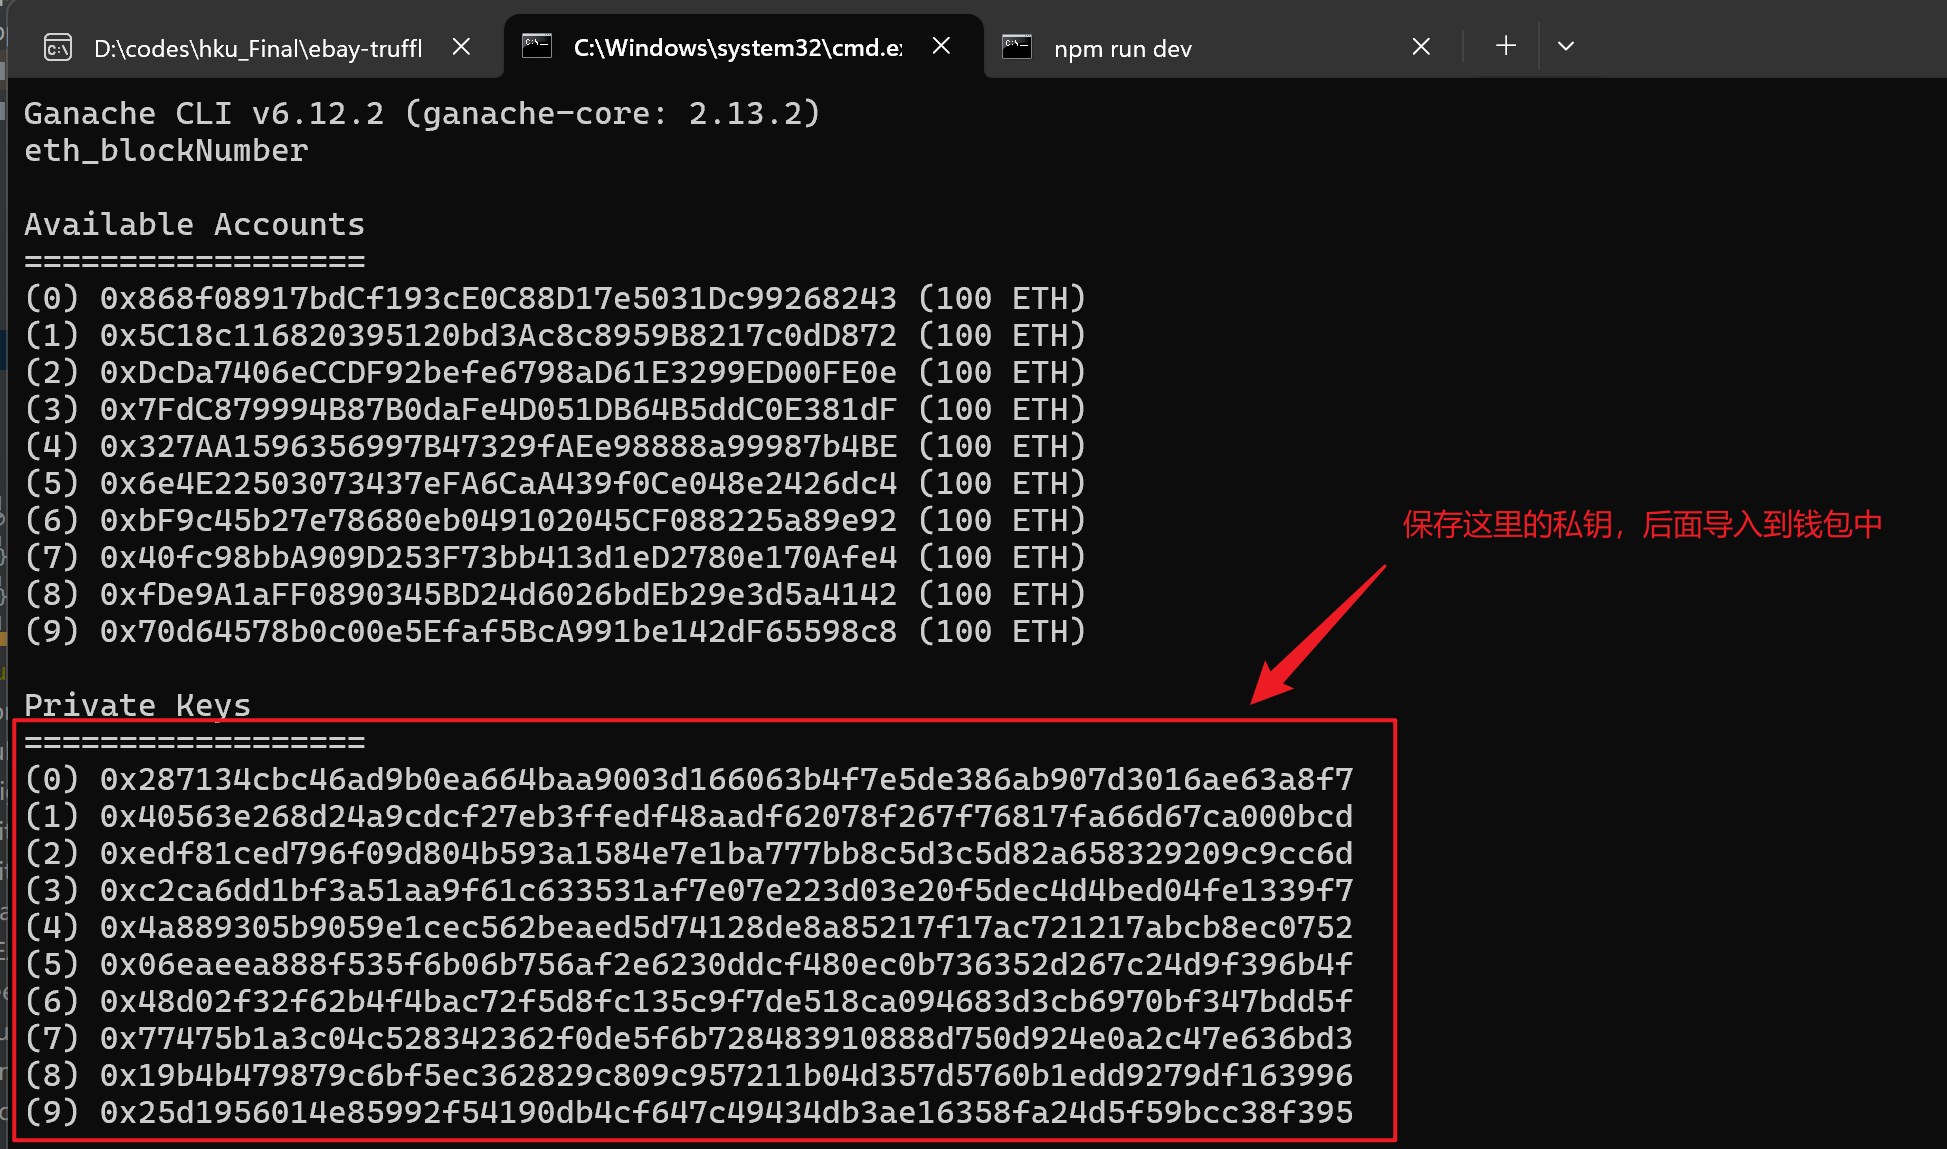 D:\codes\hku_Final\ebay-truffl
C:\Windows\system32\cmd.e
npm run dev
Ganache CLI v6.12.2 (ganache-core: 2.13.2)
eth_blockNumber
Available Accounts
==================
(0) 0x868f08917bdCf193cE0C88D17e5031Dc99268243 (100 ETH)
(1) 0x5C18c116820395120bd3Ac8c8959B8217c0dD872 (100 ETH)
(2) 0xDcDa7406eCCDF92befe6798aD61E3299ED00FE0e (100 ETH)
(3) 0x7FdC879994B87B0daFe4D051DB64B5ddC0E381dF (100 ETH)
(4) 0x327AA1596356997B47329fAEe98888a99987b4BE (100 ETH)
(5) 0x6e4E22503073437eFA6CaA439f0Ce048e2426dc4 (100 ETH)
(6) 0xbF9c45b27e78680eb049102045CF088225a89e92 (100 ETH)
(7) 0x40fc98bbA909D253F73bb413d1eD2780e170Afe4 (100 ETH)
(8) 0xfDe9A1aFF0890345BD24d6026bdEb29e3d5a4142 (100 ETH)
(9) 0x70d64578b0c00e5Efaf5BcA991be142dF65598c8 (100 ETH)
保存这里的私钥，后面导入到钱包中
Private Keys
==================
(0) 0x287134cbc46ad9b0ea664baa9003d166063b4f7e5de386ab907d3016ae63a8f7
(1) 0x40563e268d24a9cdcf27eb3ffedf48aadf62078f267f76817fa66d67ca000bcd
(2) 0xedf81ced796f09d804b593a1584e7e1ba777bb8c5d3c5d82a658329209c9cc6d
(3) 0xc2ca6dd1bf3a51aa9f61c633531af7e07e223d03e20f5dec4d4bed04fe1339f7
(4) 0x4a889305b9059e1cec562beaed5d74128de8a85217f17ac721217abcb8ec0752
(5) 0x06eaeea888f535f6b06b756af2e6230ddcf480ec0b736352d267c24d9f396b4f
(6) 0x48d02f32f62b4f4bac72f5d8fc135c9f7de518ca094683d3cb6970bf347bdd5f
(7) 0x77475b1a3c04c528342362f0de5f6b728483910888d750d924e0a2c47e636bd3
(8) 0x19b4b479879c6bf5ec362829c809c957211b04d357d5760b1edd9279df163996
(9) 0x25d1956014e85992f54190db4cf647c49434db3ae16358fa24d5f59bcc38f395